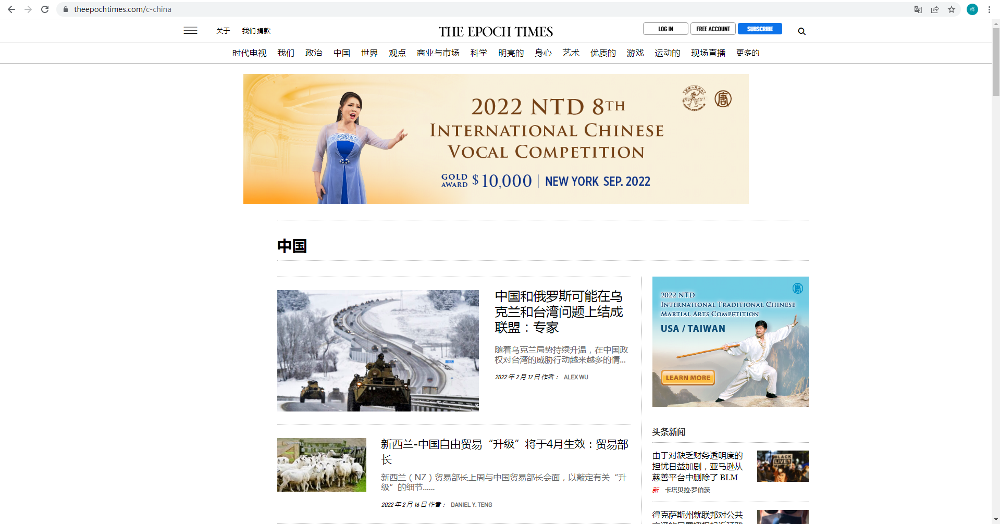 theepochtimes.com/c-china
桦
关于
我们捐款
THE EPOCH TIMES
LOG IN
FREE ACCOUNT
SUBSCRIBE
时代电视 我们 政治 中国 世界 观点 商业与市场 科学 明亮的 身心 艺术 优质的 游戏 运动的 现场直播 更多的
2022 NTD 8TH
INTERNATIONAL CHINESE
VOCAL COMPETITION
GOLD AWARD $10,000 | NEW YORK SEP. 2022
唐
中国
中国和俄罗斯可能在乌
克兰和台湾问题上结成
联盟：专家
随着乌克兰局势持续升温，在中国政
权对台湾的威胁行动越来越多的情...
2022 年 2 月 17 日 作者： ALEX WU
新西兰-中国自由贸易“升级”将于4月生效：贸易部
长
新西兰（NZ）贸易部长上周与中国贸易部长会面，以敲定有关“升
级”的细节......
2022 年 2 月 16 日 作者： DANIEL Y. TENG
唐
2022 NTD
INTERNATIONAL TRADITIONAL CHINESE
MARTIAL ARTS COMPETITION
USA / TAIWAN
LEARN MORE
头条新闻
由于对缺乏财务透明度的
担忧日益加剧，亚马逊从
慈善平台中删除了 BLM
新 卡塔贝拉·罗伯茨
BLACK
LIVES
得克萨斯州就联邦对公共